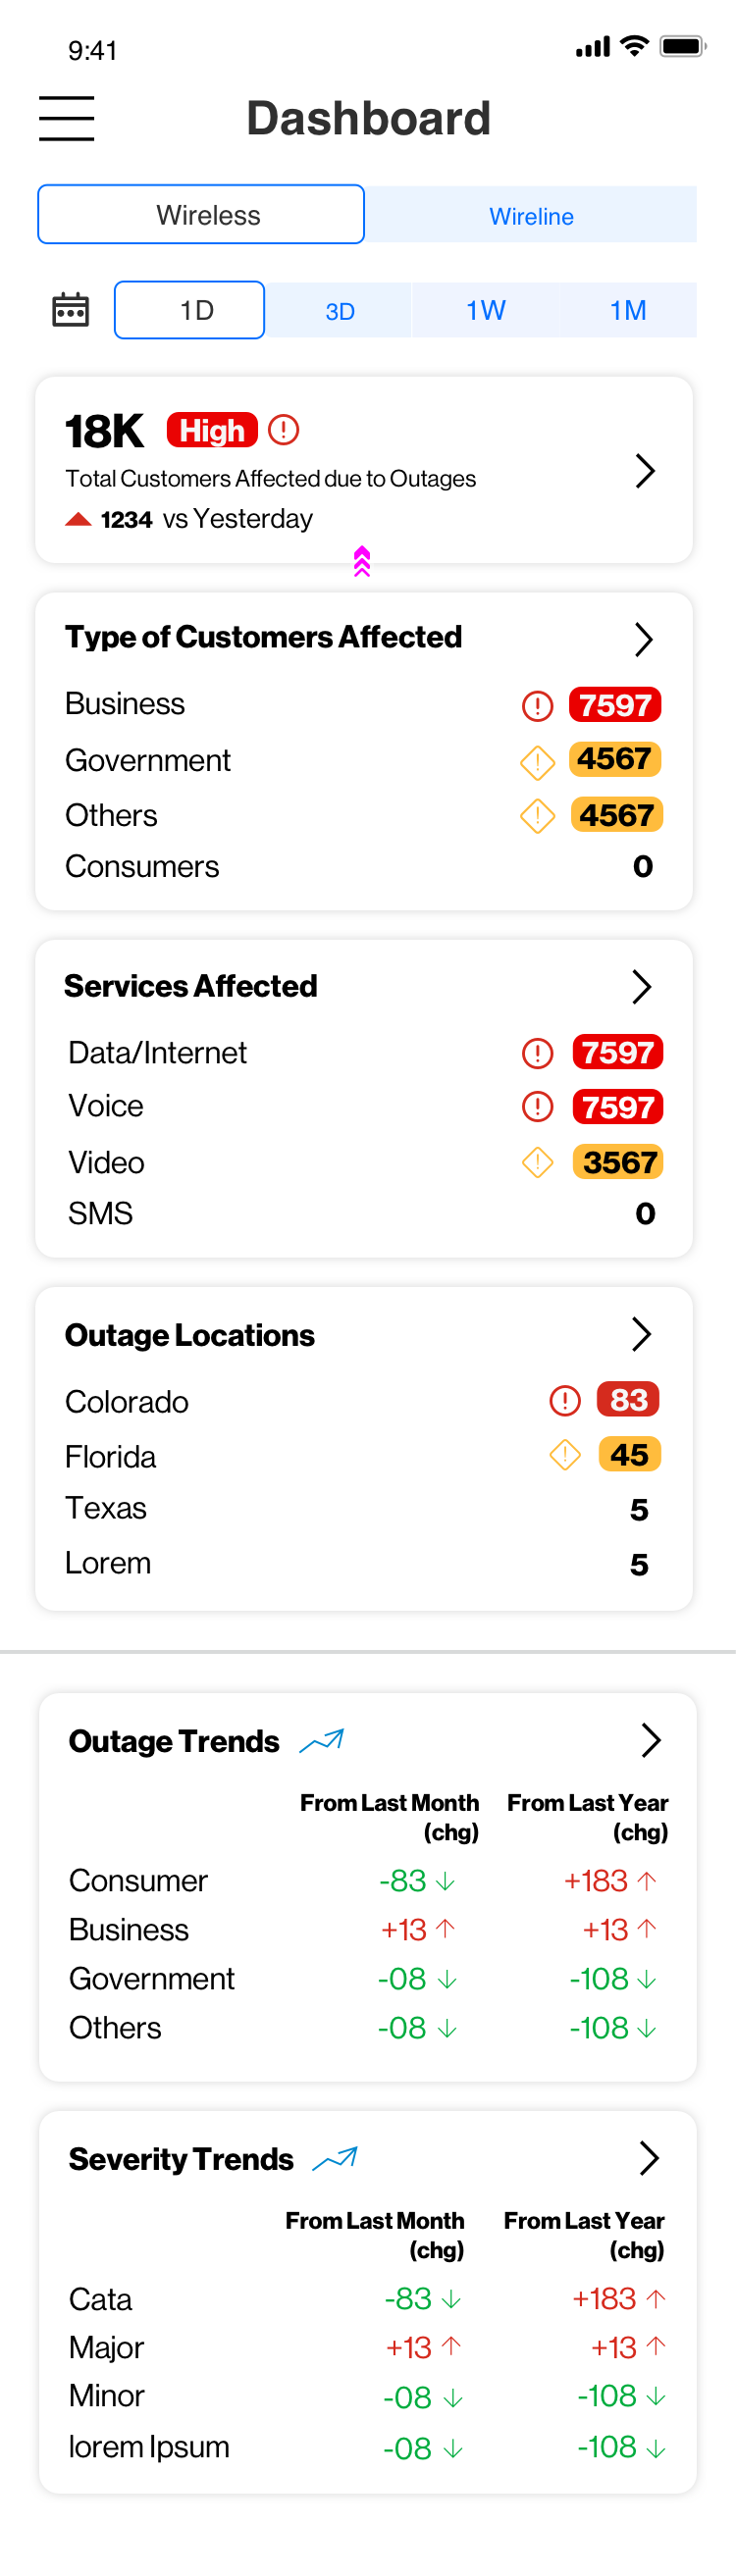 9:41
Dashboard
Wireless Wireline
1D 3D 1W 1M
18K High
Total Customers Affected due to Outages
1234 vs Yesterday
Type of Customers Affected
Business 7597
Government 4567
Others 4567
Consumers 0
Services Affected
Data/Internet 7597
Voice 7597
Video 3567
SMS 0
Outage Locations
Colorado 83
Florida 45
Texas 5
Lorem 5
Outage Trends
From Last Month From Last Year
(chg) (chg)
Consumer -83 ↓ +183 ↑
Business +13 ↑ +13 ↑
Government -08 ↓ -108 ↓
Others -08 ↓ -108 ↓
Severity Trends
From Last Month From Last Year
(chg) (chg)
Cata -83 ↓ +183 ↑
Major +13 ↑ +13 ↑
Minor -08 ↓ -108 ↓
lorem Ipsum -08 ↓ -108 ↓